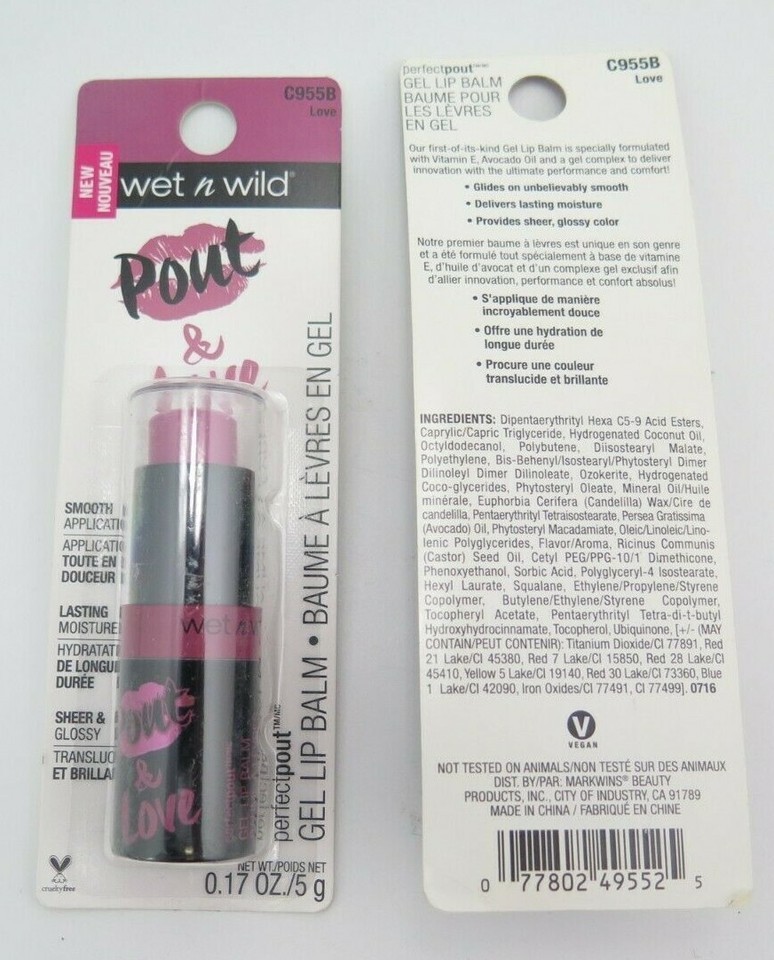 C955B
Love
NEW
NOUVEAU
wet n wild®
Pout
&
SMOOTH
TOUTE EN
DOUCEUR
LASTING
DE LONGUE
DURÉE
SHEER &
GLOSSY
perfectpout™/MC
GEL LIP BALM • BAUME À LÈVRES EN GEL
wet n
Pout
&
Love
GEL LIP BALM
crueltyfree
NET WT./POIDS NET
0.17 OZ./5 g
perfectpout™/MC
GEL LIP BALM
BAUME POUR
LES LÈVRES
EN GEL
C955B
Love
Our first-of-its-kind Gel Lip Balm is specially formulated
with Vitamin E, Avocado Oil and a gel complex to deliver
innovation with the ultimate performance and comfort!
• Glides on unbelievably smooth
• Delivers lasting moisture
• Provides sheer, glossy color
Notre premier baume à lèvres est unique en son genre
et a été formulé tout spécialement à base de vitamine
E, d'huile d'avocat et d'un complexe gel exclusif afin
d'allier innovation, performance et confort absolus!
• S'applique de manière
incroyablement douce
• Offre une hydration de
longue durée
• Procure une couleur
translucide et brillante
INGREDIENTS: Dipentaerythrityl Hexa C5-9 Acid Esters,
Caprylic/Capric Triglyceride, Hydrogenated Coconut Oil,
Octyldodecanol, Polybutene, Diisostearyl Malate,
Polyethylene, Bis-Behenyl/Isostearyl/Phytosteryl Dimer
Dilinoleyl Dimer Dilinoleate, Ozokerite, Hydrogenated
Coco-glycerides, Phytosteryl Oleate, Mineral Oil/Huile
minérale, Euphorbia Cerifera (Candelilla) Wax/Cire de
candelilla, Pentaerythrityl Tetraisostearate, Persea Gratissima
(Avocado) Oil, Phytosteryl Macadamiate, Oleic/Linoleic/Lino-
lenic Polyglycerides, Flavor/Aroma, Ricinus Communis
(Castor) Seed Oil, Cetyl PEG/PPG-10/1 Dimethicone,
Phenoxyethanol, Sorbic Acid, Polyglyceryl-4 Isostearate,
Hexyl Laurate, Squalane, Ethylene/Propylene/Styrene
Copolymer, Butylene/Ethylene/Styrene Copolymer,
Tocopheryl Acetate, Pentaerythrityl Tetra-di-t-butyl
Hydroxyhydrocinnamate, Tocopherol, Ubiquinone, [+/- (MAY
CONTAIN/PEUT CONTENIR): Titanium Dioxide/CI 77891, Red
21 Lake/CI 45380, Red 7 Lake/CI 15850, Red 28 Lake/CI
45410, Yellow 5 Lake/CI 19140, Red 30 Lake/CI 73360, Blue
1 Lake/CI 42090, Iron Oxides/CI 77491, CI 77499]. 0716
V
VEGAN
NOT TESTED ON ANIMALS/NON TESTÉ SUR DES ANIMAUX
DIST. BY/PAR: MARKWINS® BEAUTY
PRODUCTS, INC., CITY OF INDUSTRY, CA 91789
MADE IN CHINA / FABRIQUÉ EN CHINE
0 77802 49552 5